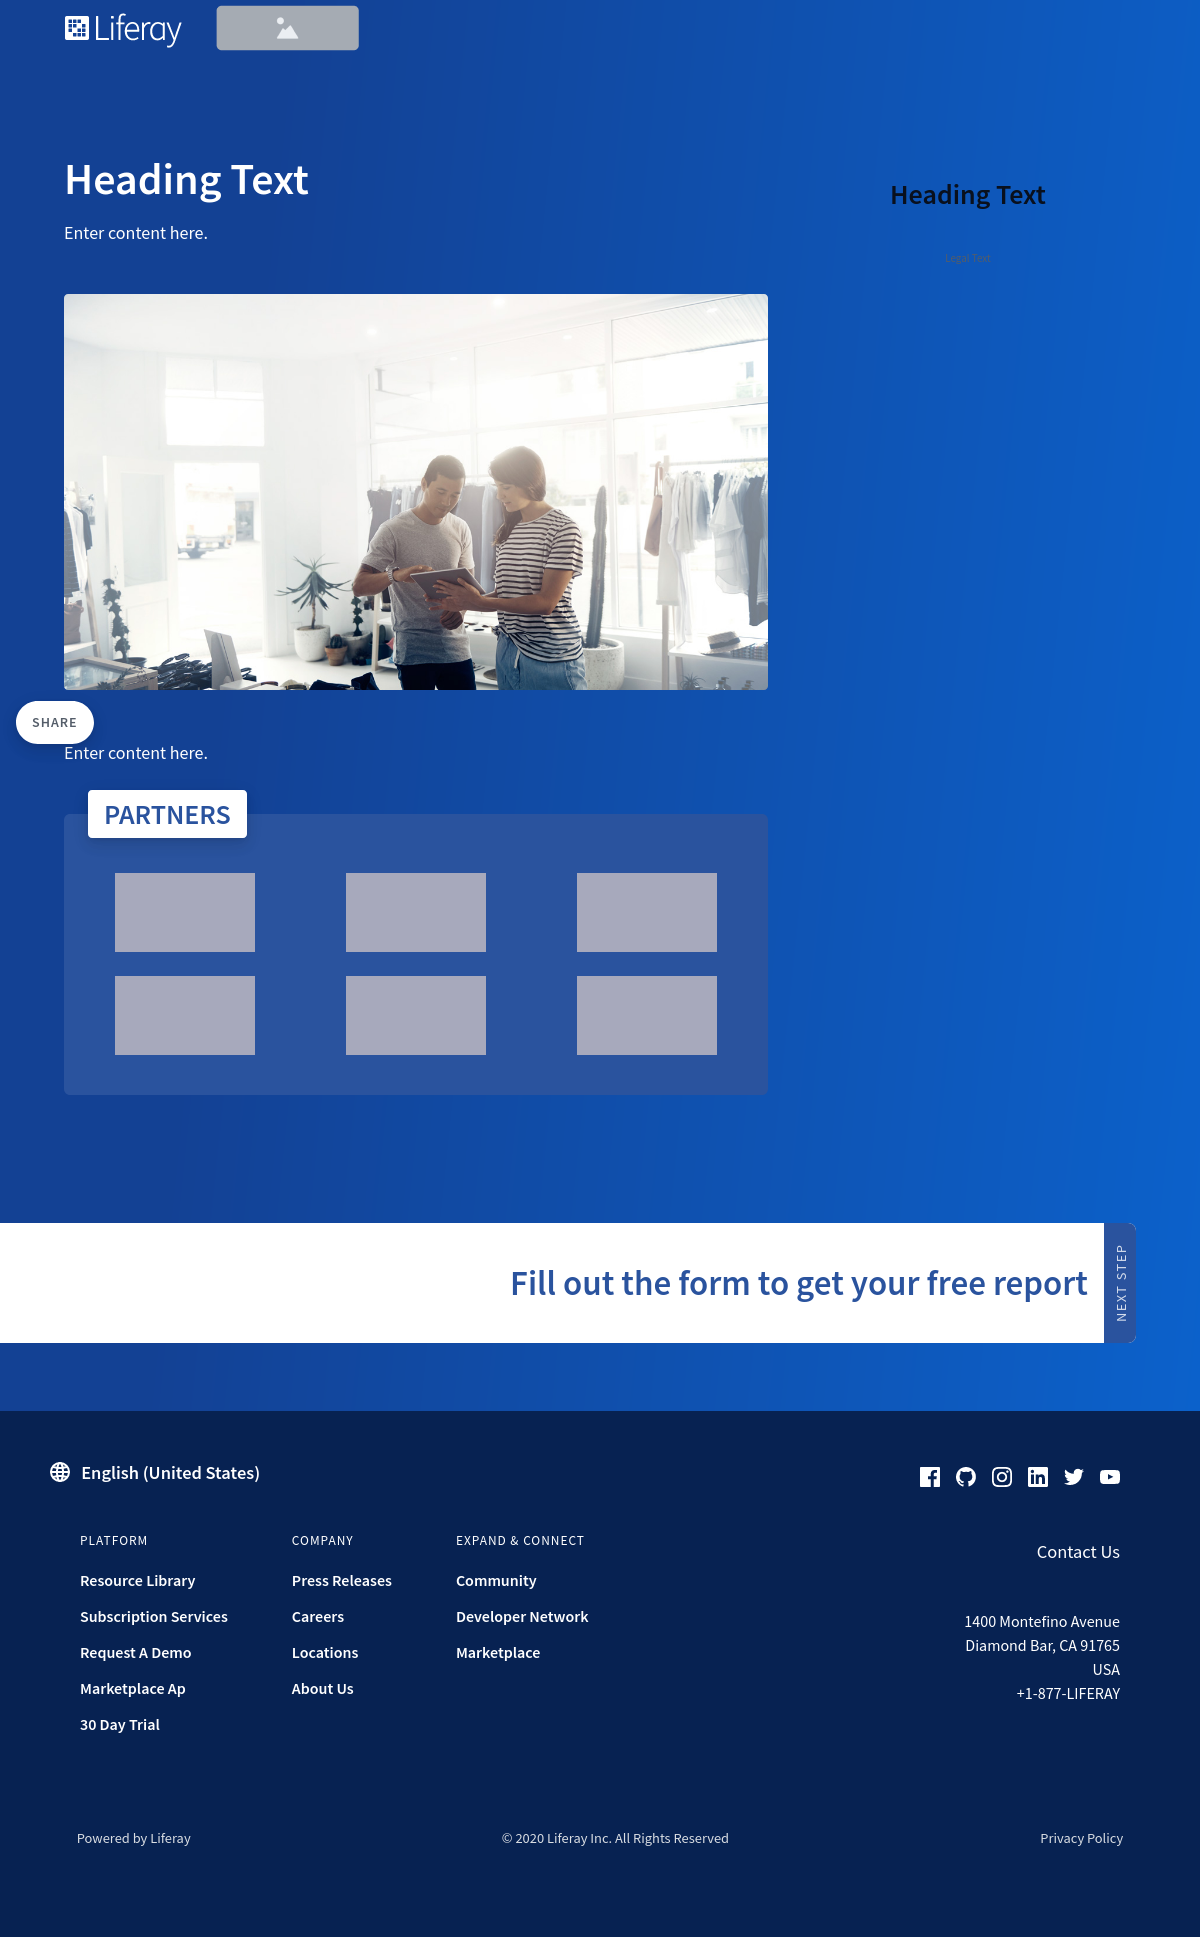 Liferay
Heading Text
Enter content here.
Heading Text
Legal Text
SHARE
Enter content here.
PARTNERS
Fill out the form to get your free report
NEXT STEP
English (United States)
PLATFORM
Resource Library
Subscription Services
Request A Demo
Marketplace Ap
30 Day Trial
COMPANY
Press Releases
Careers
Locations
About Us
EXPAND & CONNECT
Community
Developer Network
Marketplace
Contact Us
1400 Montefino Avenue
Diamond Bar, CA 91765
USA
+1-877-LIFERAY
Powered by Liferay
© 2020 Liferay Inc. All Rights Reserved
Privacy Policy